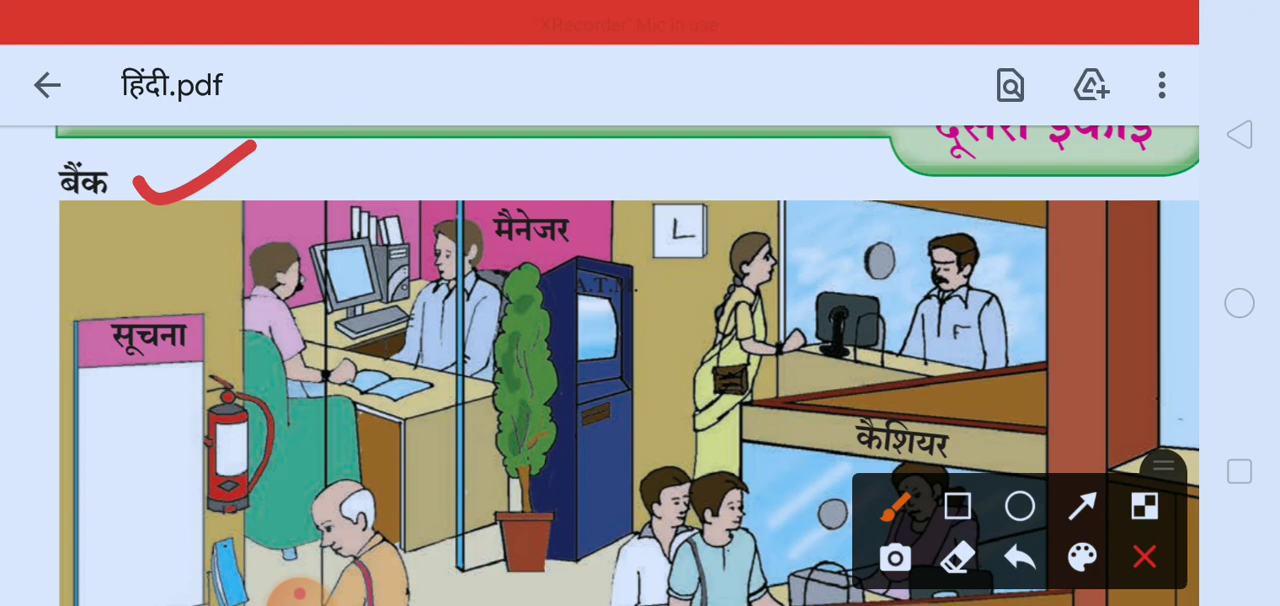 "XRecorder" Mic in use
हिंदी.pdf
दूसरी इकाई
बैंक
मैनेजर
A.T.M.
सूचना
कैशियर